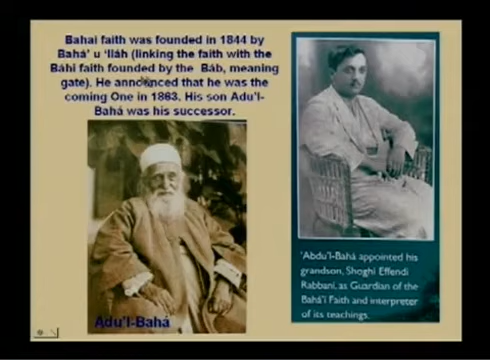 Bahai faith was founded in 1844 by
Bahá' u 'lláh (linking the faith with the
Bábi faith founded by the Báb, meaning
gate). He announced that he was the
coming One in 1863. His son Adu'l-
Bahá was his successor.
Adu'l-Bahá
'Abdu'l-Bahá appointed his
grandson, Shoghi Effendi
Rabbani, as Guardian of the
Bahá'í Faith and interpreter
of its teachings.